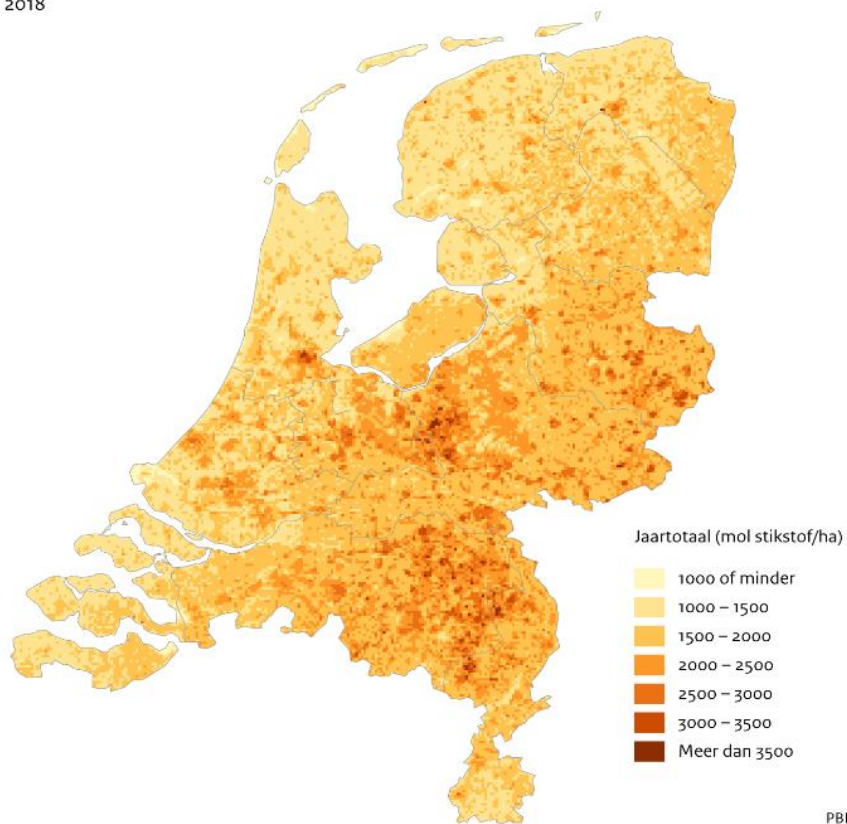 2018
Jaartotaal (mol stikstof/ha)
1000 of minder
1000 – 1500
1500 – 2000
2000 – 2500
2500 – 3000
3000 – 3500
Meer dan 3500
PBL